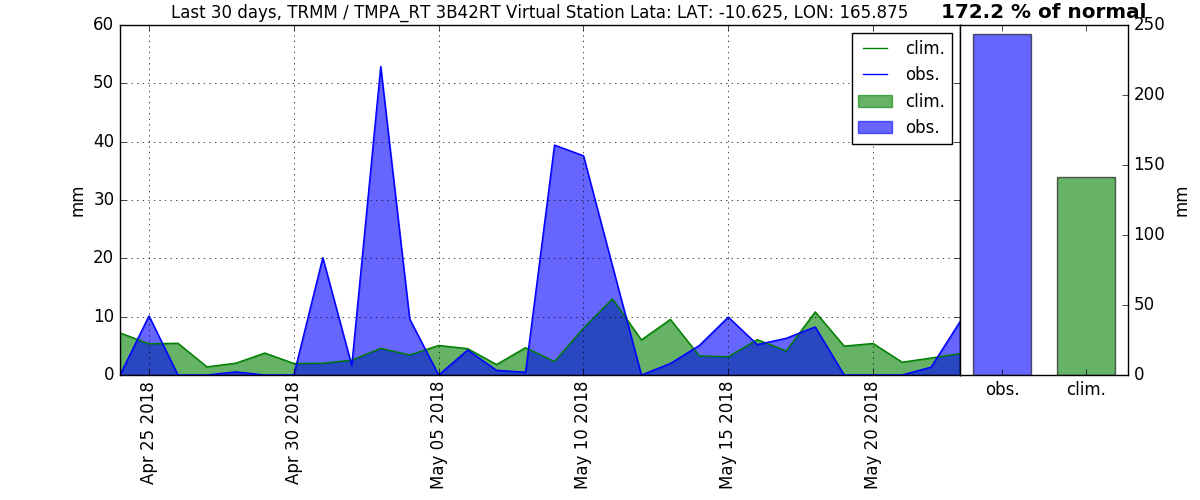 Last 30 days, TRMM / TMPA_RT 3B42RT Virtual Station Lata: LAT: -10.625, LON: 165.875
172.2 % of normal
60
50
40
30
20
10
0
mm
clim.
obs.
clim.
obs.
250
200
150
100
50
0
mm
Apr 25 2018
Apr 30 2018
May 05 2018
May 10 2018
May 15 2018
May 20 2018
obs.
clim.